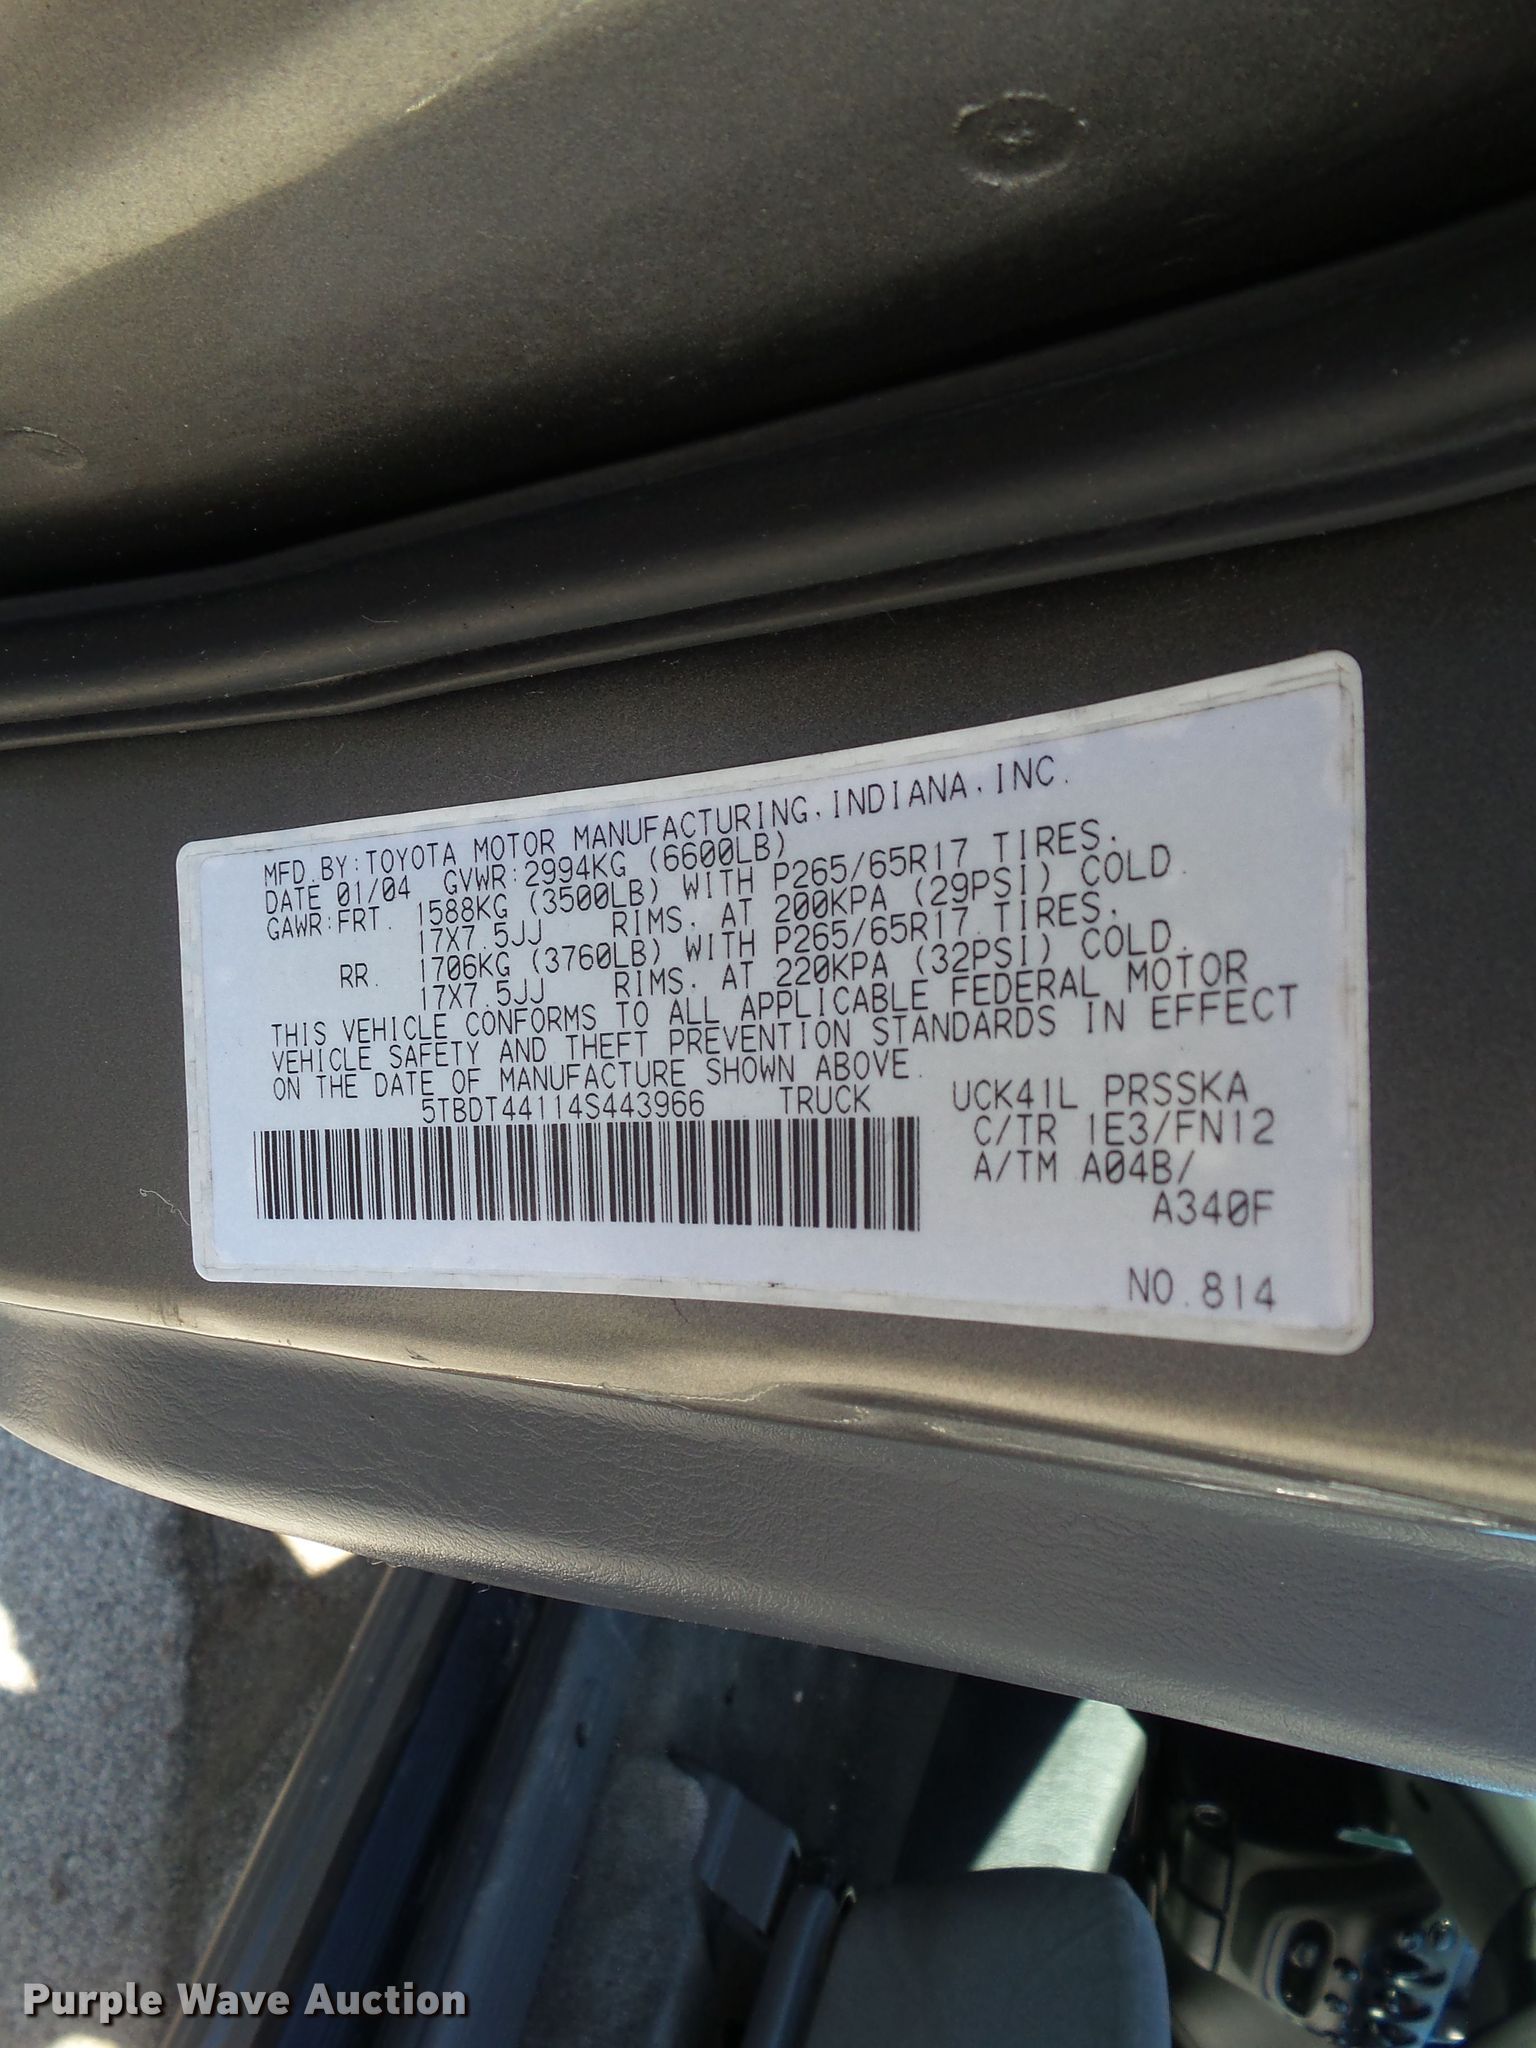 MFD.BY:TOYOTA MOTOR MANUFACTURING,INDIANA,INC.
DATE 01/04 GVWR:2994KG (6600LB)
GAWR:FRT. 1588KG (3500LB) WITH P265/65R17 TIRES.
17X7.5JJ RIMS. AT 200KPA (29PSI) COLD.
RR. 1706KG (3760LB) WITH P265/65R17 TIRES.
17X7.5JJ RIMS. AT 220KPA (32PSI) COLD.
THIS VEHICLE CONFORMS TO ALL APPLICABLE FEDERAL MOTOR
VEHICLE SAFETY AND THEFT PREVENTION STANDARDS IN EFFECT
ON THE DATE OF MANUFACTURE SHOWN ABOVE.
5TBDT44114S443966 TRUCK UCK41L PRSSKA
C/TR 1E3/FN12
A/TM A04B/
A340F
NO.814
Purple Wave Auction